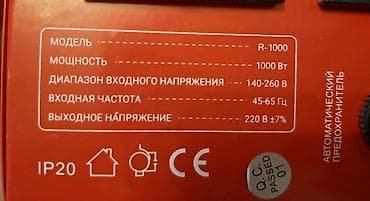 МОДЕЛЬ R-1000
МОЩНОСТЬ 1000 Вт
ДИАПАЗОН ВХОДНОГО НАПРЯЖЕНИЯ 140-260 В
ВХОДНАЯ ЧАСТОТА 45-65 Гц
ВЫХОДНОЕ НАПРЯЖЕНИЕ 220 В ±7%
IP20
CE
Q.C.
PASSED
01
АВТОМАТИЧЕСКИЙ
ПРЕДОХРАНИТЕЛЬ